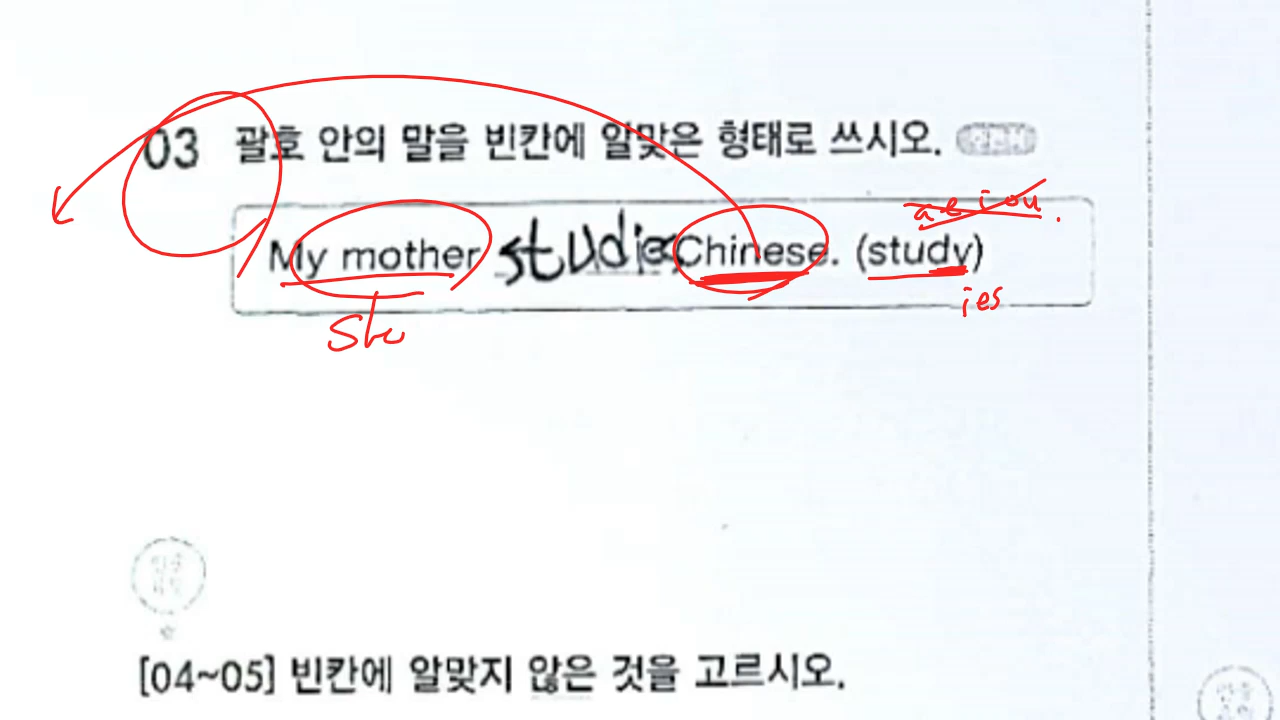 03 괄호 안의 말을 빈칸에 알맞은 형태로 쓰시오.
a e i o u .
My mother studies Chinese. (study)
ies
She
[04~05] 빈칸에 알맞지 않은 것을 고르시오.